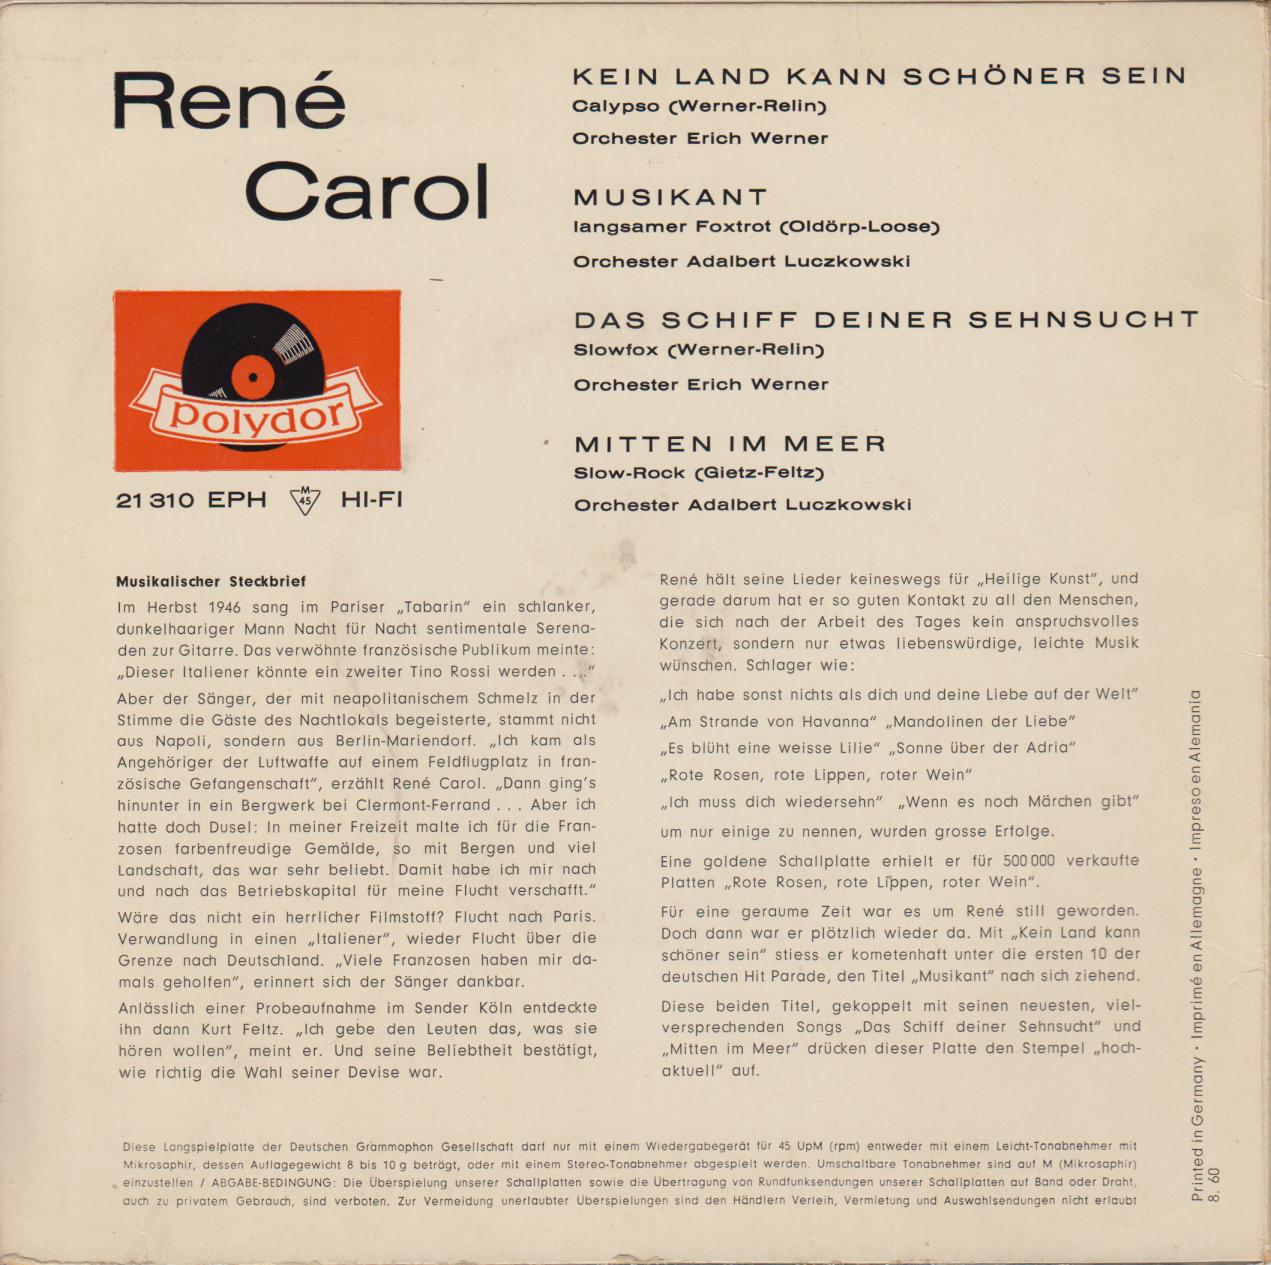 René
Carol
polydor
21 310 EPH M 45 HI-FI
KEIN LAND KANN SCHÖNER SEIN
Calypso (Werner-Relin)
Orchester Erich Werner
MUSIKANT
langsamer Foxtrot (Oldörp-Loose)
Orchester Adalbert Luczkowski
DAS SCHIFF DEINER SEHNSUCHT
Slowfox (Werner-Relin)
Orchester Erich Werner
MITTEN IM MEER
Slow-Rock (Gietz-Feltz)
Orchester Adalbert Luczkowski
Musikalischer Steckbrief
Im Herbst 1946 sang im Pariser „Tabarin“ ein schlanker,
dunkelhaariger Mann Nacht für Nacht sentimentale Serena-
den zur Gitarre. Das verwöhnte französische Publikum meinte:
„Dieser Italiener könnte ein zweiter Tino Rossi werden . . .“
Aber der Sänger, der mit neapolitanischem Schmelz in der
Stimme die Gäste des Nachtlokals begeisterte, stammt nicht
aus Napoli, sondern aus Berlin-Mariendorf. „Ich kam als
Angehöriger der Luftwaffe auf einem Feldflugplatz in fran-
zösische Gefangenschaft“, erzählt René Carol. „Dann ging's
hinunter in ein Bergwerk bei Clermont-Ferrand . . . Aber ich
hatte doch Dusel: In meiner Freizeit malte ich für die Fran-
zosen farbenfreudige Gemälde, so mit Bergen und viel
Landschaft, das war sehr beliebt. Damit habe ich mir nach
und nach das Betriebskapital für meine Flucht verschafft.“
Wäre das nicht ein herrlicher Filmstoff? Flucht nach Paris.
Verwandlung in einen „Italiener“, wieder Flucht über die
Grenze nach Deutschland. „Viele Franzosen haben mir da-
mals geholfen“, erinnert sich der Sänger dankbar.
Anlässlich einer Probeaufnahme im Sender Köln entdeckte
ihn dann Kurt Feltz. „Ich gebe den Leuten das, was sie
hören wollen“, meint er. Und seine Beliebtheit bestätigt,
wie richtig die Wahl seiner Devise war.
René hält seine Lieder keineswegs für „Heilige Kunst“, und
gerade darum hat er so guten Kontakt zu all den Menschen,
die sich nach der Arbeit des Tages kein anspruchsvolles
Konzert, sondern nur etwas liebenswürdige, leichte Musik
wünschen. Schlager wie:
„Ich habe sonst nichts als dich und deine Liebe auf der Welt“
„Am Strande von Havanna“ „Mandolinen der Liebe“
„Es blüht eine weisse Lilie“ „Sonne über der Adria“
„Rote Rosen, rote Lippen, roter Wein“
„Ich muss dich wiedersehn“ „Wenn es noch Märchen gibt“
um nur einige zu nennen, wurden grosse Erfolge.
Eine goldene Schallplatte erhielt er für 500 000 verkaufte
Platten „Rote Rosen, rote Lippen, roter Wein“.
Für eine geraume Zeit war es um René still geworden.
Doch dann war er plötzlich wieder da. Mit „Kein Land kann
schöner sein“ stiess er kometenhaft unter die ersten 10 der
deutschen Hit Parade, den Titel „Musikant“ nach sich ziehend.
Diese beiden Titel, gekoppelt mit seinen neuesten, viel-
versprechenden Songs „Das Schiff deiner Sehnsucht“ und
„Mitten im Meer“ drücken dieser Platte den Stempel „hoch-
aktuell“ auf.
Diese Langspielplatte der Deutschen Grammophon Gesellschaft darf nur mit einem Wiedergabegerät für 45 UpM (rpm) entweder mit einem Leicht-Tonabnehmer mit
Mikrosaphir, dessen Auflagegewicht 8 bis 10 g beträgt, oder mit einem Stereo-Tonabnehmer abgespielt werden. Umschaltbare Tonabnehmer sind auf M (Mikrosaphir)
einzustellen / ABGABE-BEDINGUNG: Die Überspielung unserer Schallplatten sowie die Übertragung von Rundfunksendungen unserer Schallplatten auf Band oder Draht,
auch zu privatem Gebrauch, sind verboten. Zur Vermeidung unerlaubter Überspielungen sind den Händlern Verleih, Vermietung und Auswahlsendungen nicht erlaubt
Printed in Germany · Imprimé en Allemagne · Impreso en Alemania
8. 60